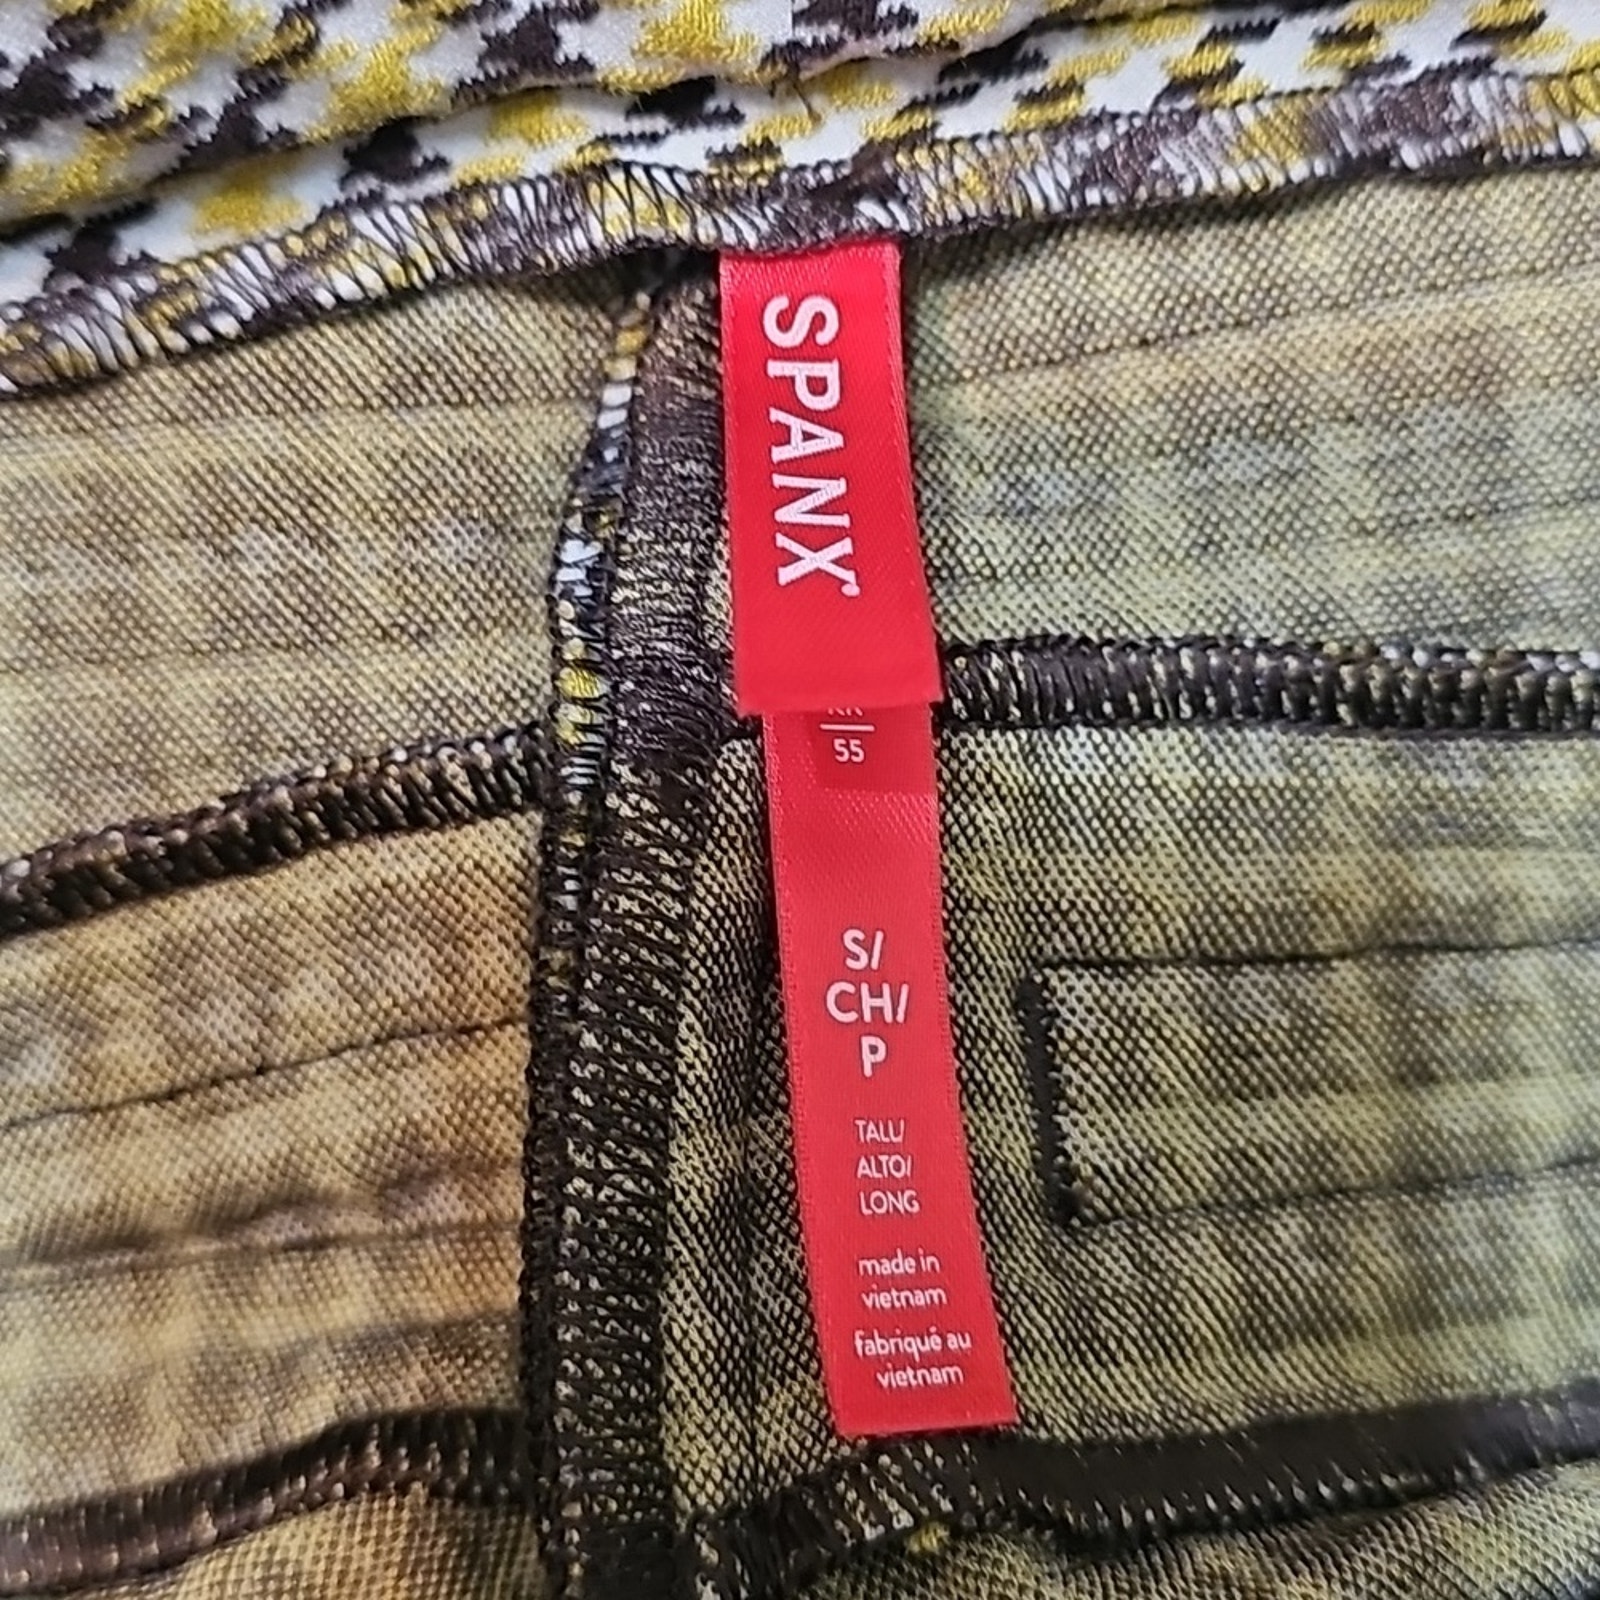 SPANX
55
S/
CH/
P
TALL/
ALTO/
LONG
made in
vietnam
fabriqué au
vietnam